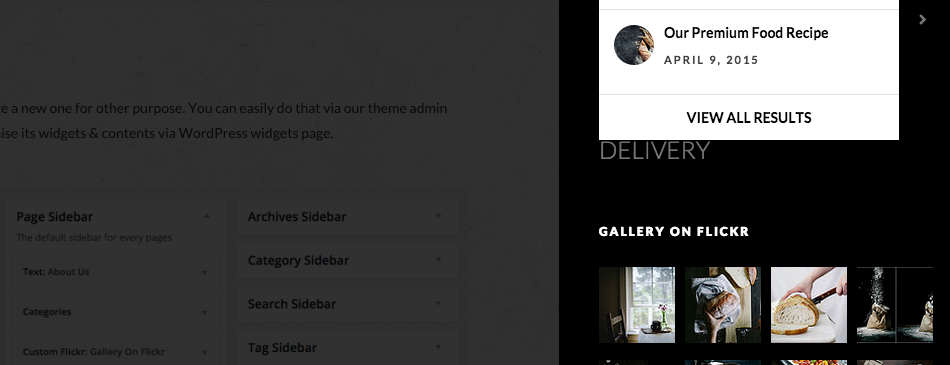 Our Premium Food Recipe
APRIL 9, 2015
VIEW ALL RESULTS
DELIVERY
GALLERY ON FLICKR
e a new one for other purpose. You can easily do that via our theme admin
ise its widgets & contents via WordPress widgets page.
Page Sidebar
The default sidebar for every pages
Text: About Us
Categories
Custom Flickr: Gallery On Flickr
Archives Sidebar
Category Sidebar
Search Sidebar
Tag Sidebar